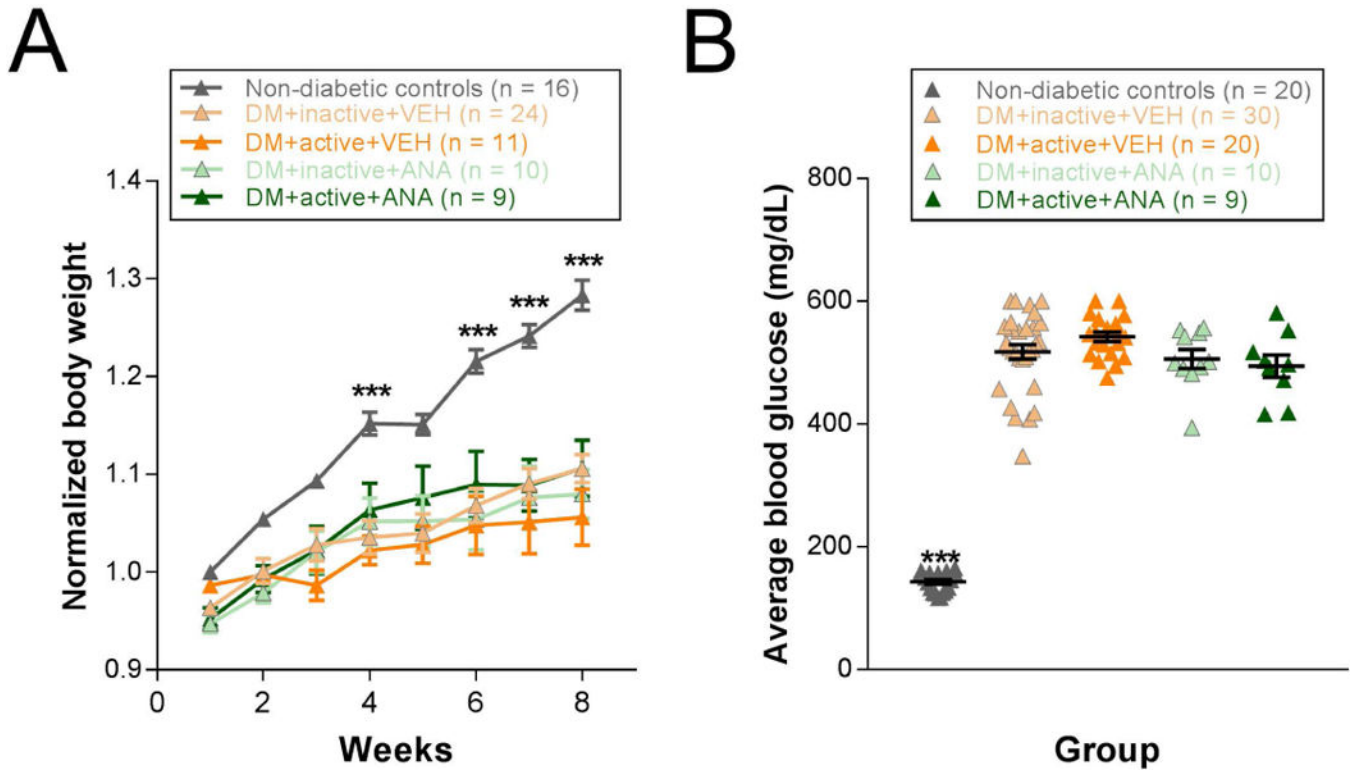 A
Non-diabetic controls (n = 16)
DM+inactive+VEH (n = 24)
DM+active+VEH (n = 11)
DM+inactive+ANA (n = 10)
DM+active+ANA (n = 9)
Normalized body weight
1.4
1.3
1.2
1.1
1.0
0.9
***
***
***
***
0
2
4
6
8
Weeks
B
Non-diabetic controls (n = 20)
DM+inactive+VEH (n = 30)
DM+active+VEH (n = 20)
DM+inactive+ANA (n = 10)
DM+active+ANA (n = 9)
Average blood glucose (mg/dL)
800
600
400
200
0
***
Group